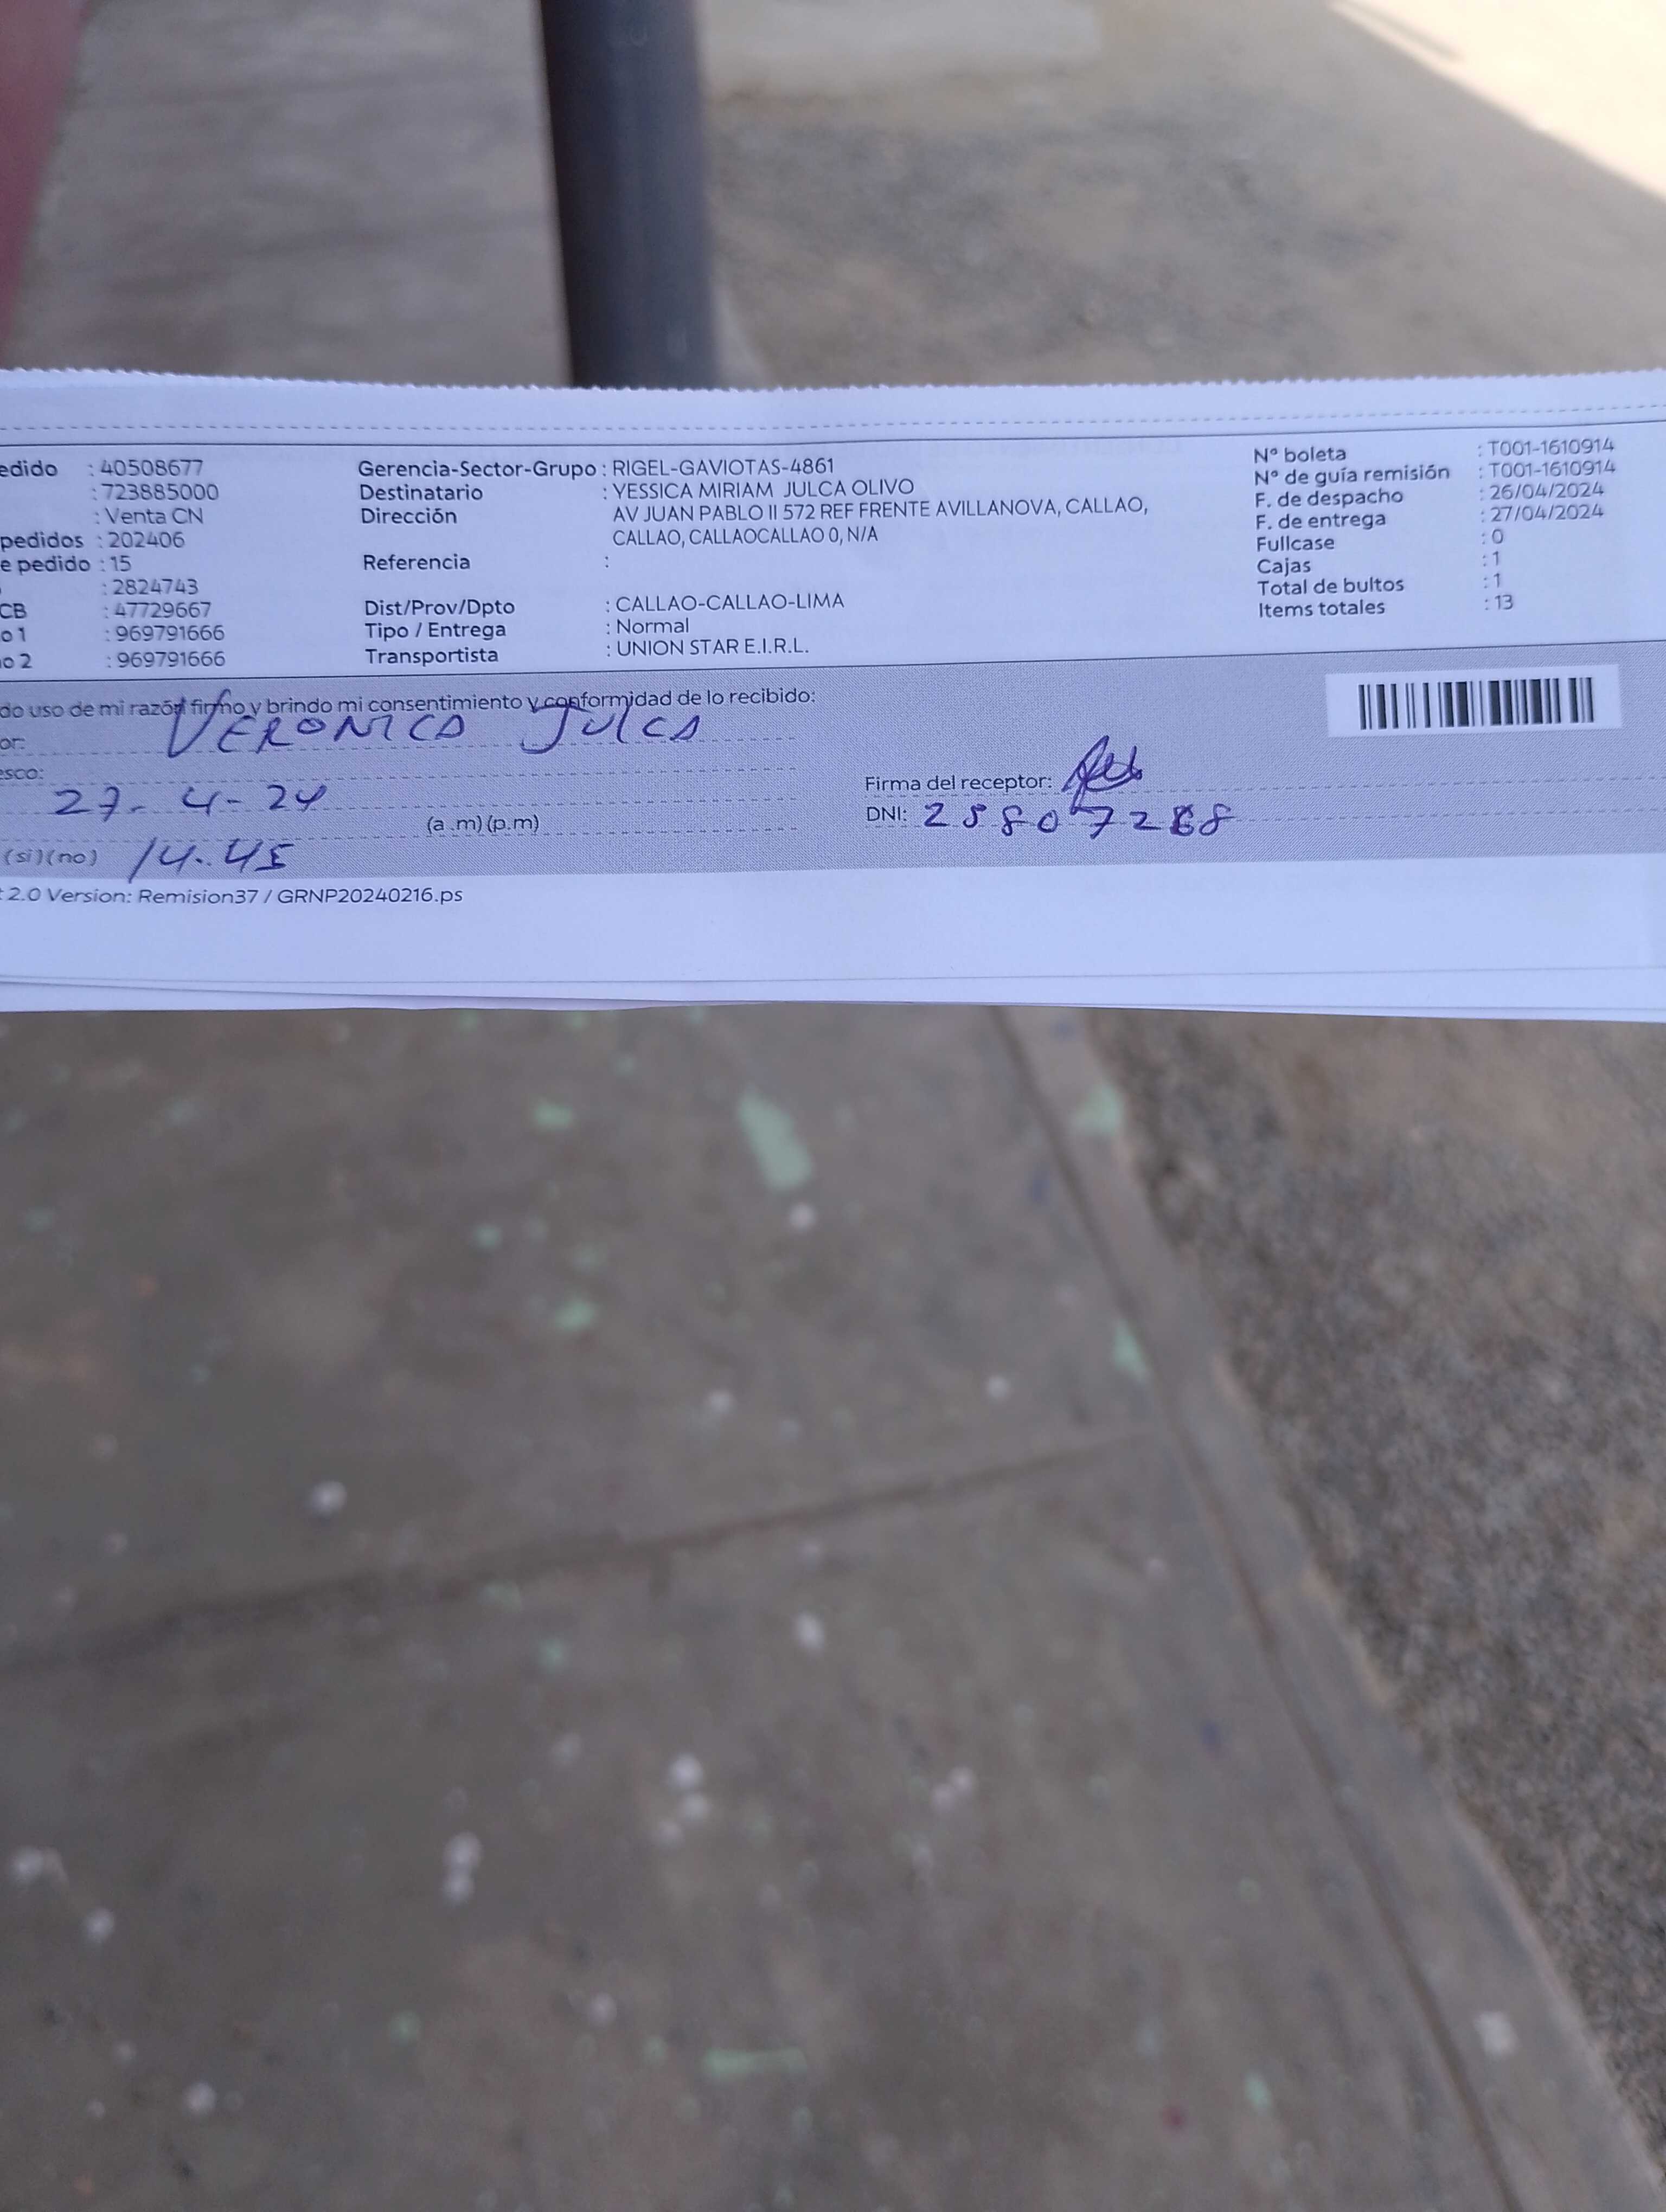 edido : 40508677
: 723885000
: Venta CN
pedidos : 202406
e pedido : 15
: 2824743
CB : 47729667
o 1 : 969791666
o 2 : 969791666
Gerencia-Sector-Grupo : RIGEL-GAVIOTAS-4861
Destinatario : YESSICA MIRIAM JULCA OLIVO
Dirección AV JUAN PABLO II 572 REF FRENTE AVILLANOVA, CALLAO,
CALLAO, CALLAOCALLAO 0, N/A
Referencia :
Dist/Prov/Dpto : CALLAO-CALLAO-LIMA
Tipo / Entrega : Normal
Transportista : UNION STAR E.I.R.L.
N° boleta : T001-1610914
N° de guía remisión : T001-1610914
F. de despacho : 26/04/2024
F. de entrega : 27/04/2024
Fullcase : 0
Cajas : 1
Total de bultos : 1
Items totales : 13
do uso de mi razón firmo y brindo mi consentimiento y conformidad de lo recibido:
or: VERONICA JULCA
esco:
27-4-24
(a .m) (p.m)
(si) (no) 14.45
Firma del receptor:
DNI: 258072
2.0 Version: Remision37 / GRNP20240216.ps